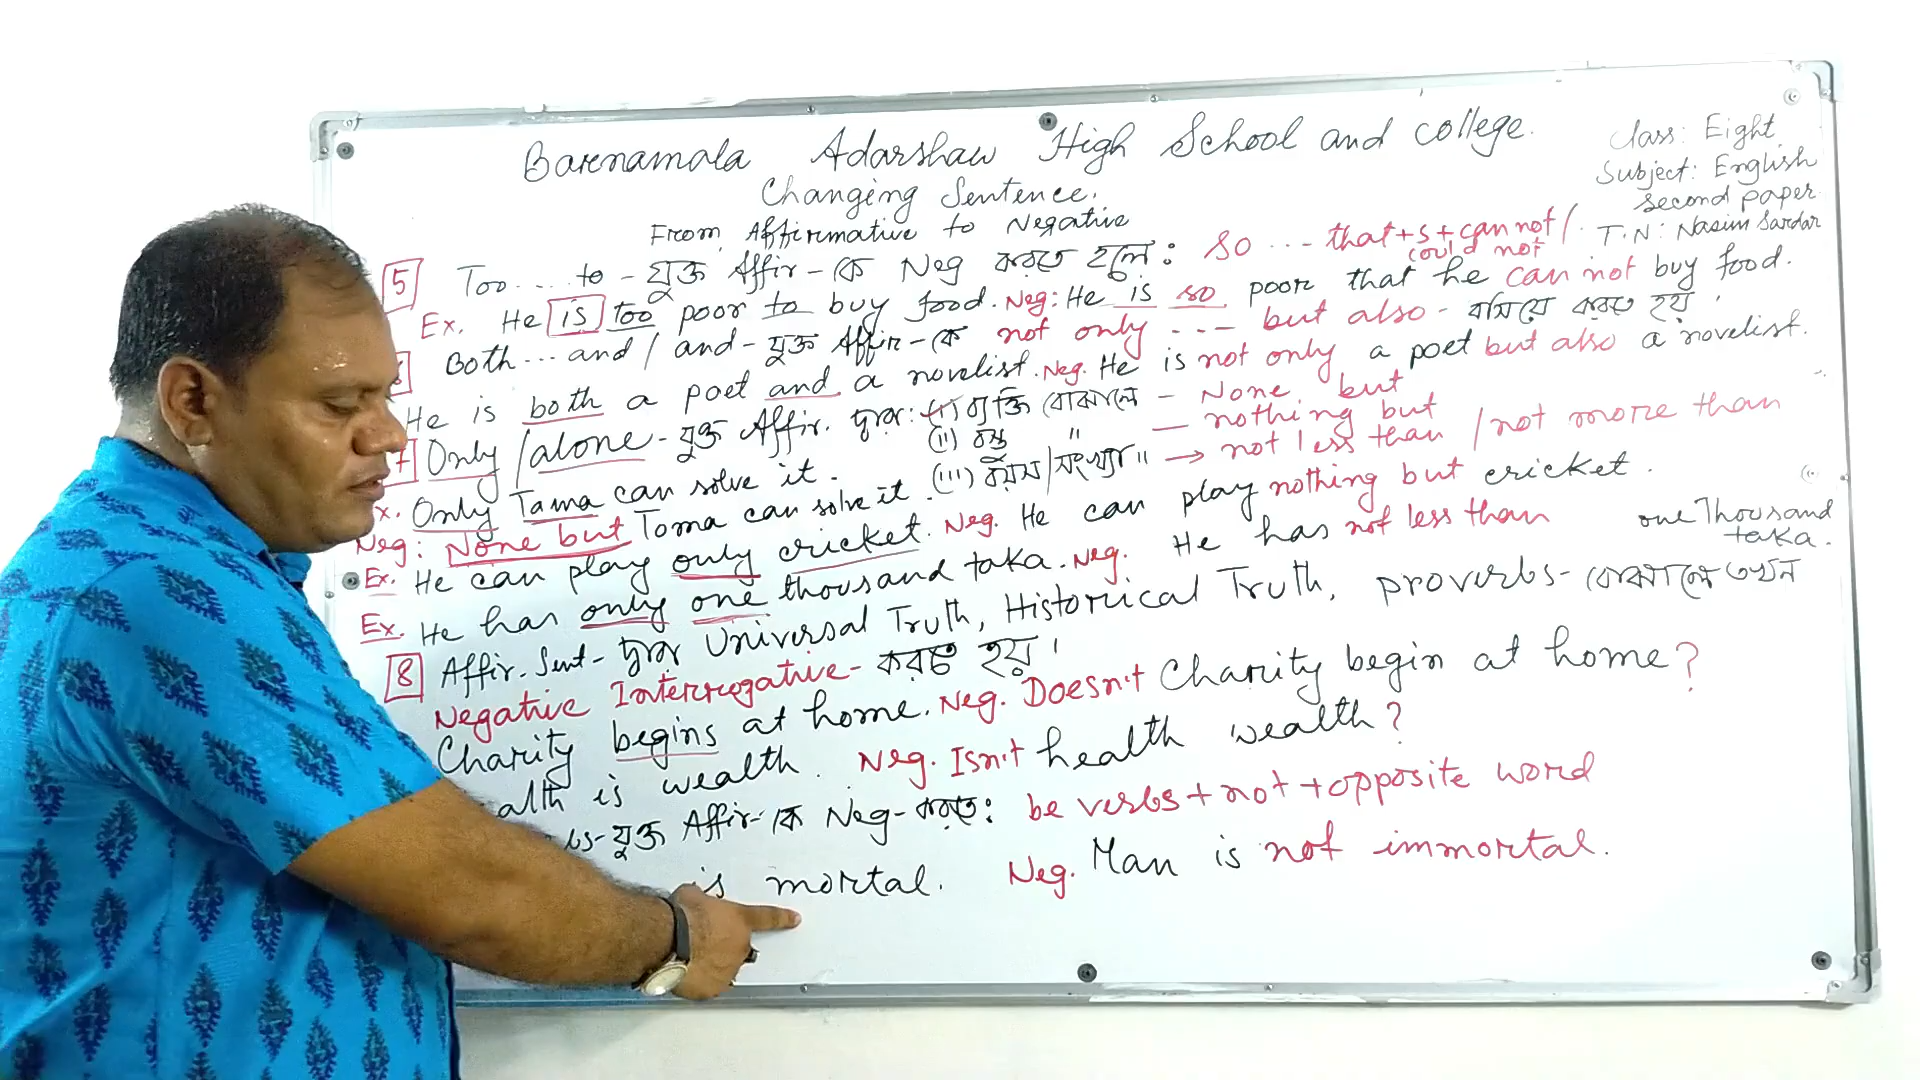 Barnamala Adarshaw High School and college.
Class: Eight
Subject: English
second paper
T.N: Nasim Sardar
Changing Sentence.
From Affirmative to Negative
5 Too.... to - যুক্ত Affir - কে Neg করতে হলে: so ... that+s+can not/
could not
Ex. He is too poor to buy food. Neg: He is so poor that he can not buy food.
Both... and / and - যুক্ত Affir - কে not only --- but also - বসিয়ে করতে হয়।
He is both a poet and a novelist. Neg. He is not only a poet but also a novelist.
7 Only / alone - যুক্ত Affir. দ্বারা: (i) ব্যক্তি বোঝালে - None but
(ii) বস্তু " - nothing but
(iii) বয়স/সংখ্যা " → not less than / not more than
x. Only Tama can solve it.
Neg: None but Toma can solve it.
Ex. He can play only cricket. Neg. He can play nothing but cricket.
Ex. He has only one thousand taka. Neg. He has not less than one Thousand
taka.
8 Affir. Sent - দ্বারা Universal Truth, Historical Truth, proverbs - বোঝালে তখন
Negative Interrogative - করতে হয়।
Charity begins at home. Neg. Doesn't Charity begin at home?
alth is wealth. Neg. Isn't health wealth?
bs - যুক্ত Affir - কে Neg - করতে: be verbs + not + opposite word
is mortal. Neg. Man is not immortal.